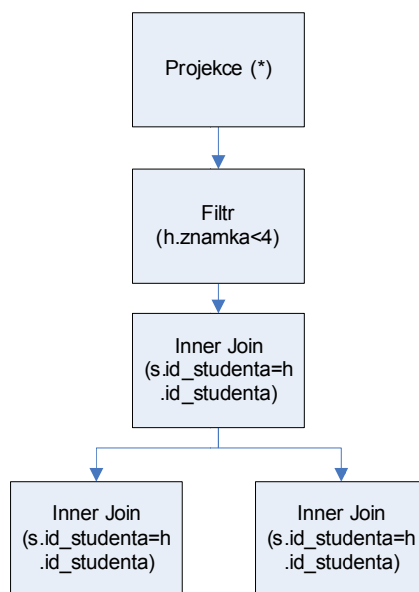 Projekce (*)
Filtr
(h.znamka<4)
Inner Join
(s.id_studenta=h
.id_studenta)
Inner Join
(s.id_studenta=h
.id_studenta)
Inner Join
(s.id_studenta=h
.id_studenta)